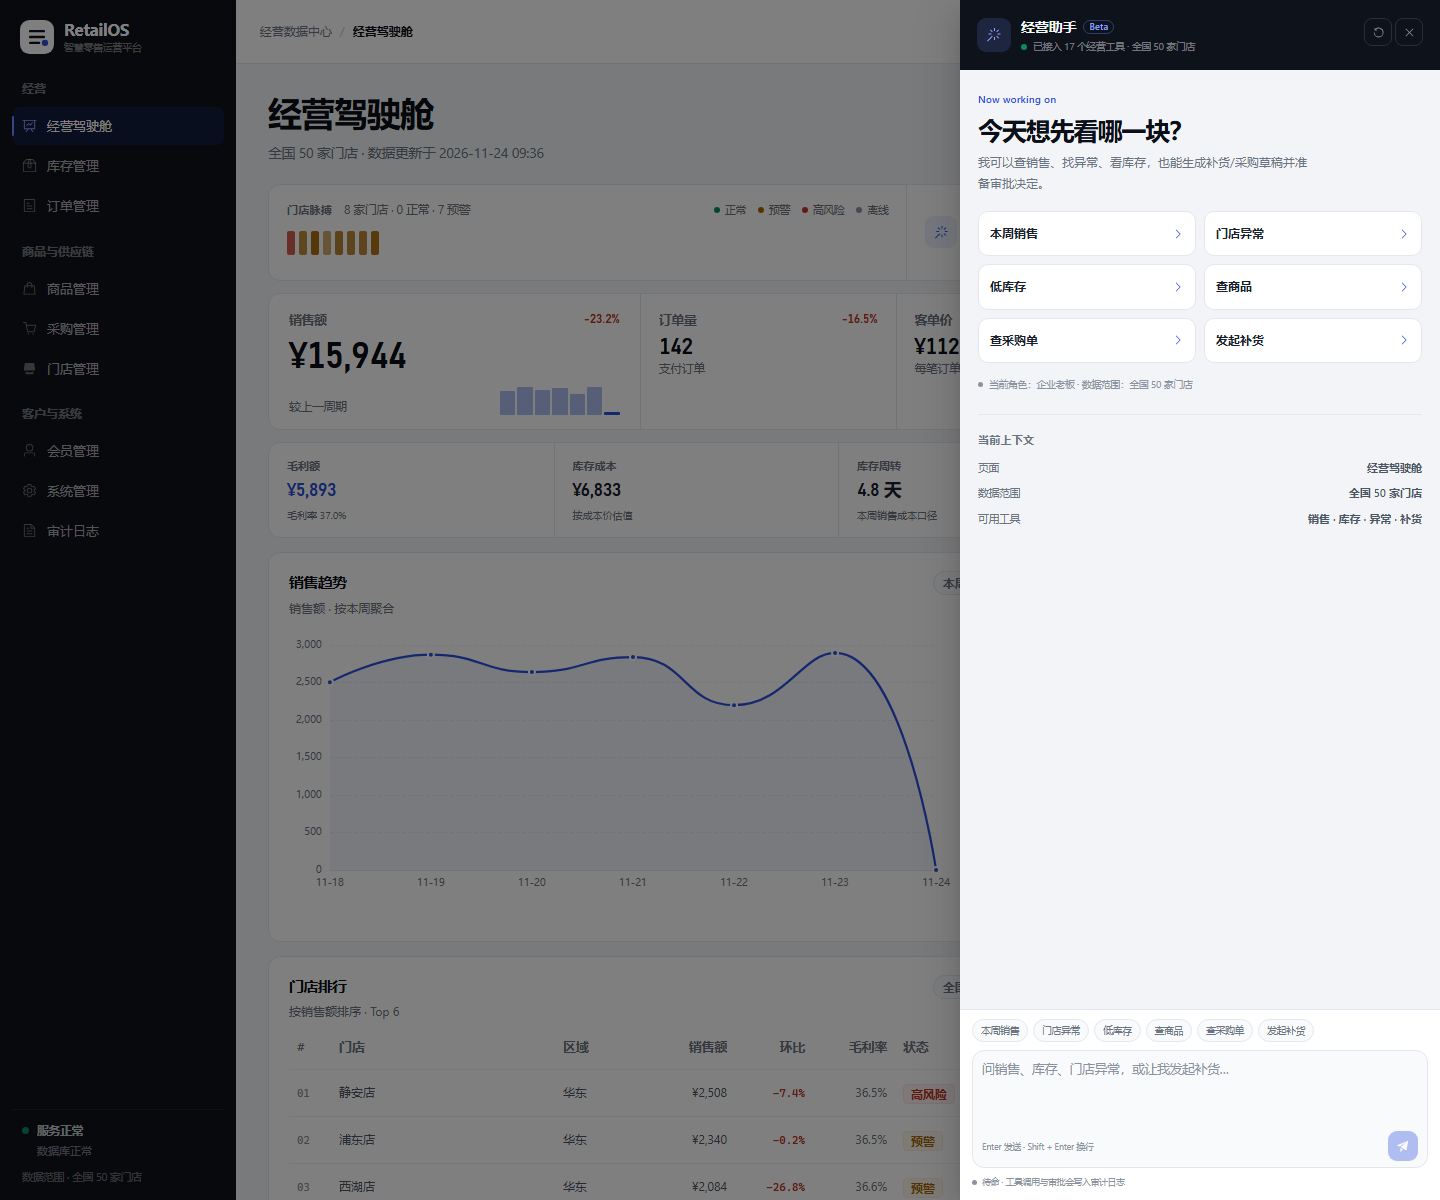 RetailOS
智慧零售运营平台
经营
经营驾驶舱
库存管理
订单管理
商品与供应链
商品管理
采购管理
门店管理
客户与系统
会员管理
系统管理
审计日志
服务正常
数据库正常
数据范围 · 全国 50 家门店
经营数据中心 / 经营驾驶舱
经营驾驶舱
全国 50 家门店 · 数据更新于 2026-11-24 09:36
门店脉搏 8 家门店 · 0 正常 · 7 预警
正常 预警 高风险 离线
销售额 -23.2%
¥15,944
较上一周期
订单量 -16.5%
142
支付订单
客单价
¥112
每笔订单
毛利额
¥5,893
毛利率 37.0%
库存成本
¥6,833
按成本价估值
库存周转
4.8 天
本周销售成本口径
销售趋势
销售额 · 按本周聚合
3,000
2,500
2,000
1,500
1,000
500
0
11-18 11-19 11-20 11-21 11-22 11-23 11-24
门店排行
按销售额排序 · Top 6
# 门店 区域 销售额 环比 毛利率 状态
01 静安店 华东 ¥2,508 -7.4% 36.5% 高风险
02 浦东店 华东 ¥2,340 -0.2% 36.5% 预警
03 西湖店 华东 ¥2,084 -26.8% 36.6% 预警
经营助手 Beta
已接入 17 个经营工具 · 全国 50 家门店
Now working on
今天想先看哪一块?
我可以查销售、找异常、看库存，也能生成补货/采购草稿并准
备审批决定。
本周销售
门店异常
低库存
查商品
查采购单
发起补货
当前角色：企业老板 · 数据范围：全国 50 家门店
当前上下文
页面 经营驾驶舱
数据范围 全国 50 家门店
可用工具 销售 · 库存 · 异常 · 补货
本周销售 门店异常 低库存 查商品 查采购单 发起补货
问销售、库存、门店异常，或让我发起补货...
Enter 发送 · Shift + Enter 换行
待命 · 工具调用与审批会写入审计日志